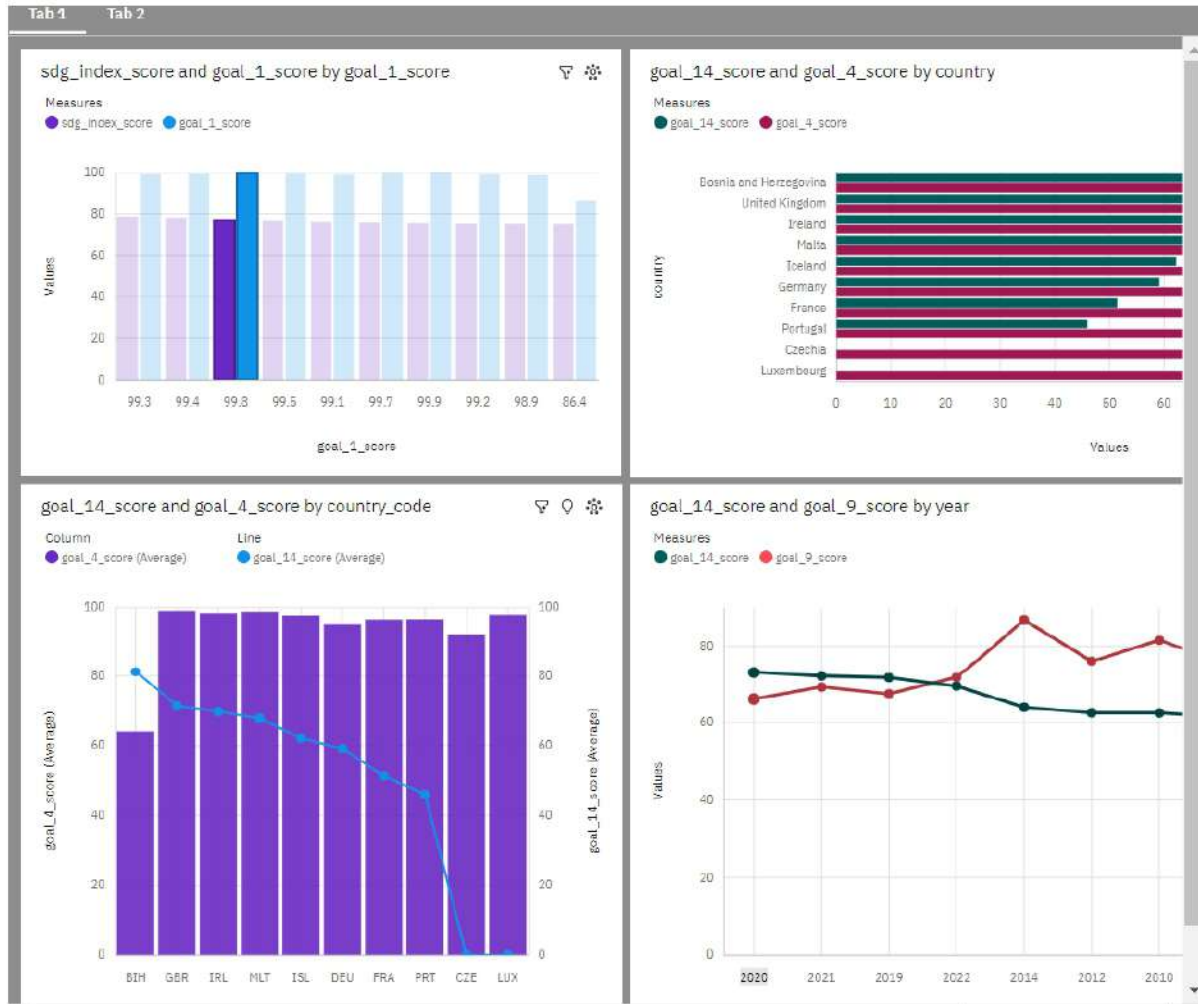 Tab 1 Tab 2
sdg_index_score and goal_1_score by goal_1_score
Measures
sdg_index_score goal_1_score
100
80
60
40
20
0
Values
99.3 99.4 99.8 99.5 99.1 99.7 99.9 99.2 98.9 86.4
goal_1_score
goal_14_score and goal_4_score by country
Measures
goal_14_score goal_4_score
country
Bosnia and Herzegovina
United Kingdom
Ireland
Malta
Iceland
Germany
France
Portugal
Czechia
Luxembourg
0 10 20 30 40 50 60
Values
goal_14_score and goal_4_score by country_code
Column Line
goal_4_score (Average) goal_14_score (Average)
goal_4_score (Average)
100
80
60
40
20
0
100
80
60
40
20
0
goal_14_score (Average)
BIH GBR IRL MLT ISL DEU FRA PRT CZE LUX
goal_14_score and goal_9_score by year
Measures
goal_14_score goal_9_score
Values
80
60
40
20
0
2020 2021 2019 2022 2014 2012 2010